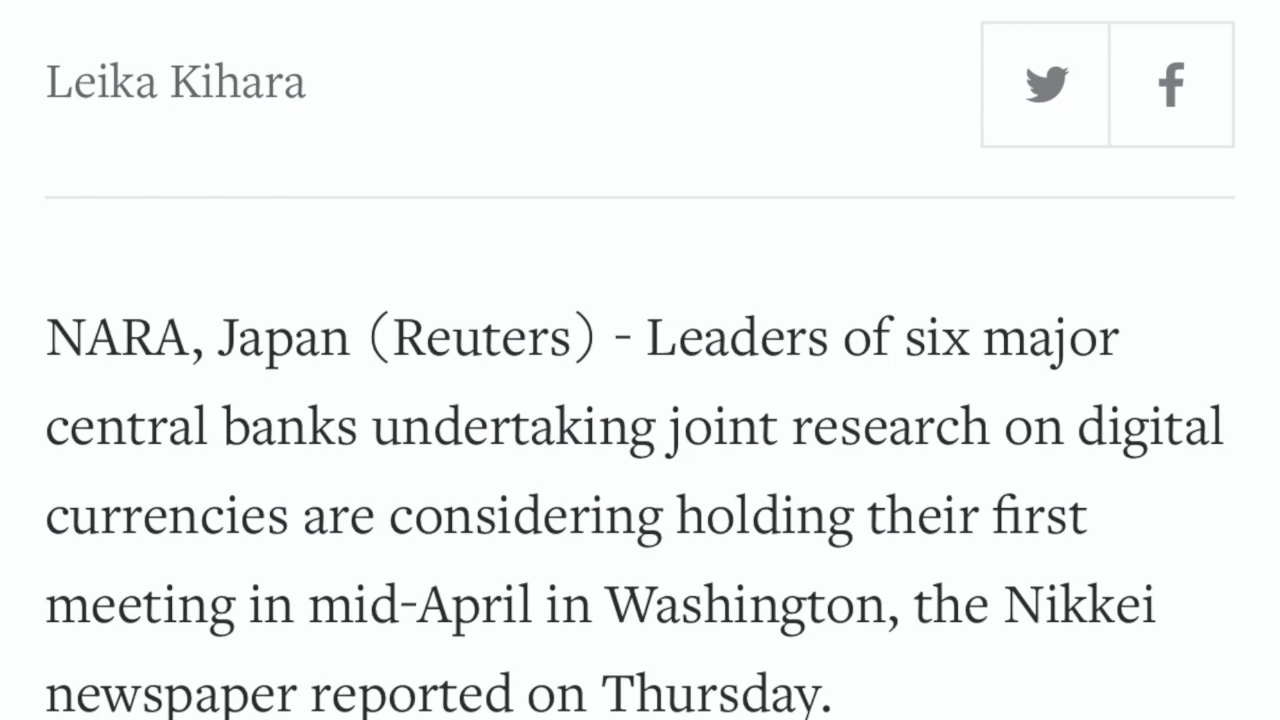 Leika Kihara
NARA, Japan (Reuters) - Leaders of six major
central banks undertaking joint research on digital
currencies are considering holding their first
meeting in mid-April in Washington, the Nikkei
newspaper reported on Thursday.